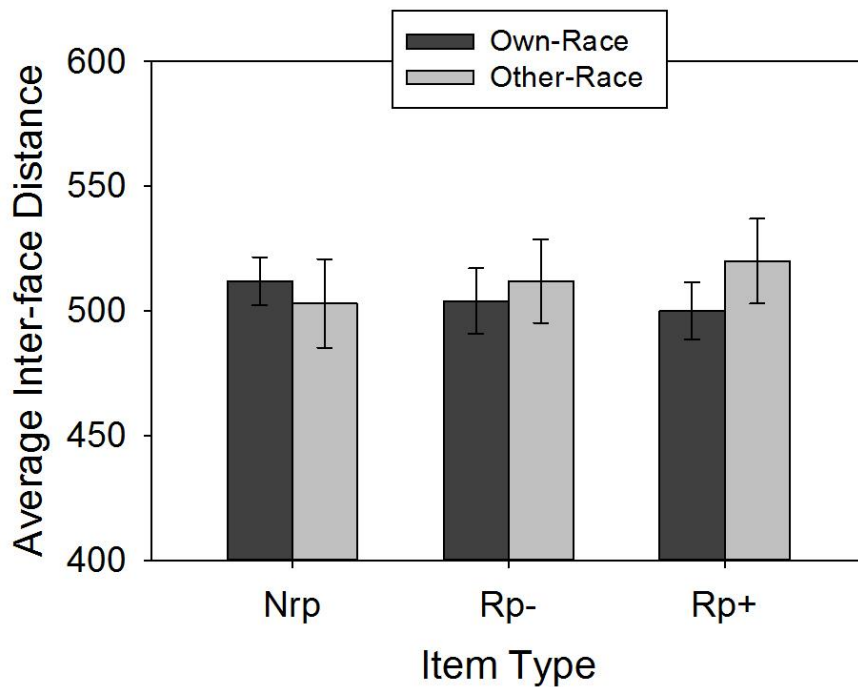 Own-Race
Other-Race
Average Inter-face Distance
600
550
500
450
400
Nrp Rp- Rp+
Item Type